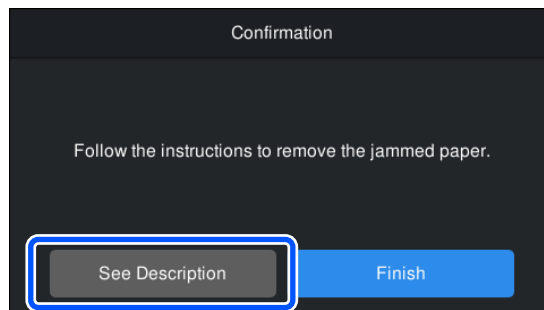 Confirmation
Follow the instructions to remove the jammed paper.
See Description
Finish